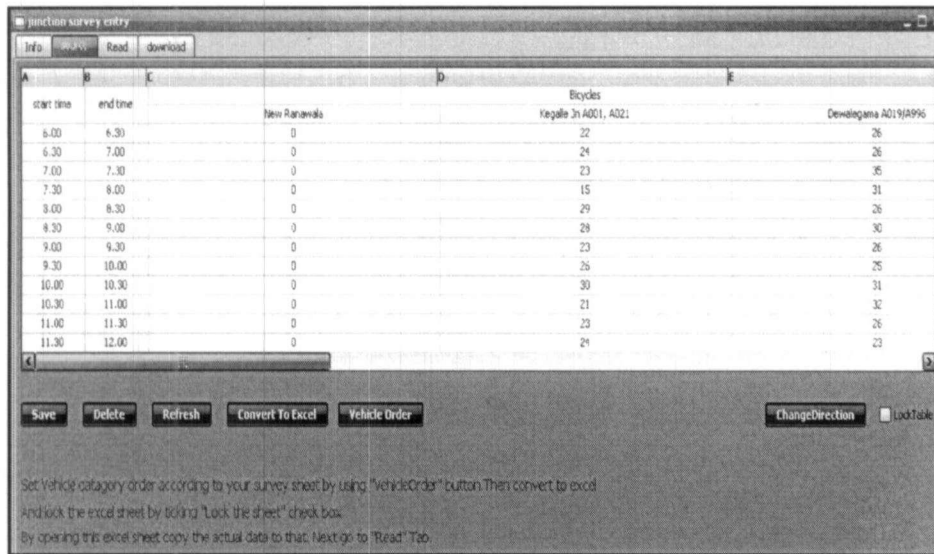 junction survey entry
Info Read download
A B C D E
Bicycles
start time end time New Ranawala Kegalle Jn A001, A021 Dewalegama A019/A996
6.00 6.30 0 22 26
6.30 7.00 0 24 26
7.00 7.30 0 23 35
7.30 8.00 0 15 31
8.00 8.30 0 29 26
8.30 9.00 0 28 30
9.00 9.30 0 23 26
9.30 10.00 0 26 25
10.00 10.30 0 30 31
10.30 11.00 0 21 32
11.00 11.30 0 23 26
11.30 12.00 0 24 23
Save Delete Refresh Convert To Excel Vehicle Order ChangeDirection LockTable
Set Vehicle catagory order according to your survey sheet by using "VehicleOrder" button.Then convert to excel
And lock the excel sheet by ticking "Lock the sheet" check box
By opening this excel sheet copy the actual data to that. Next go to "Read" Tab.